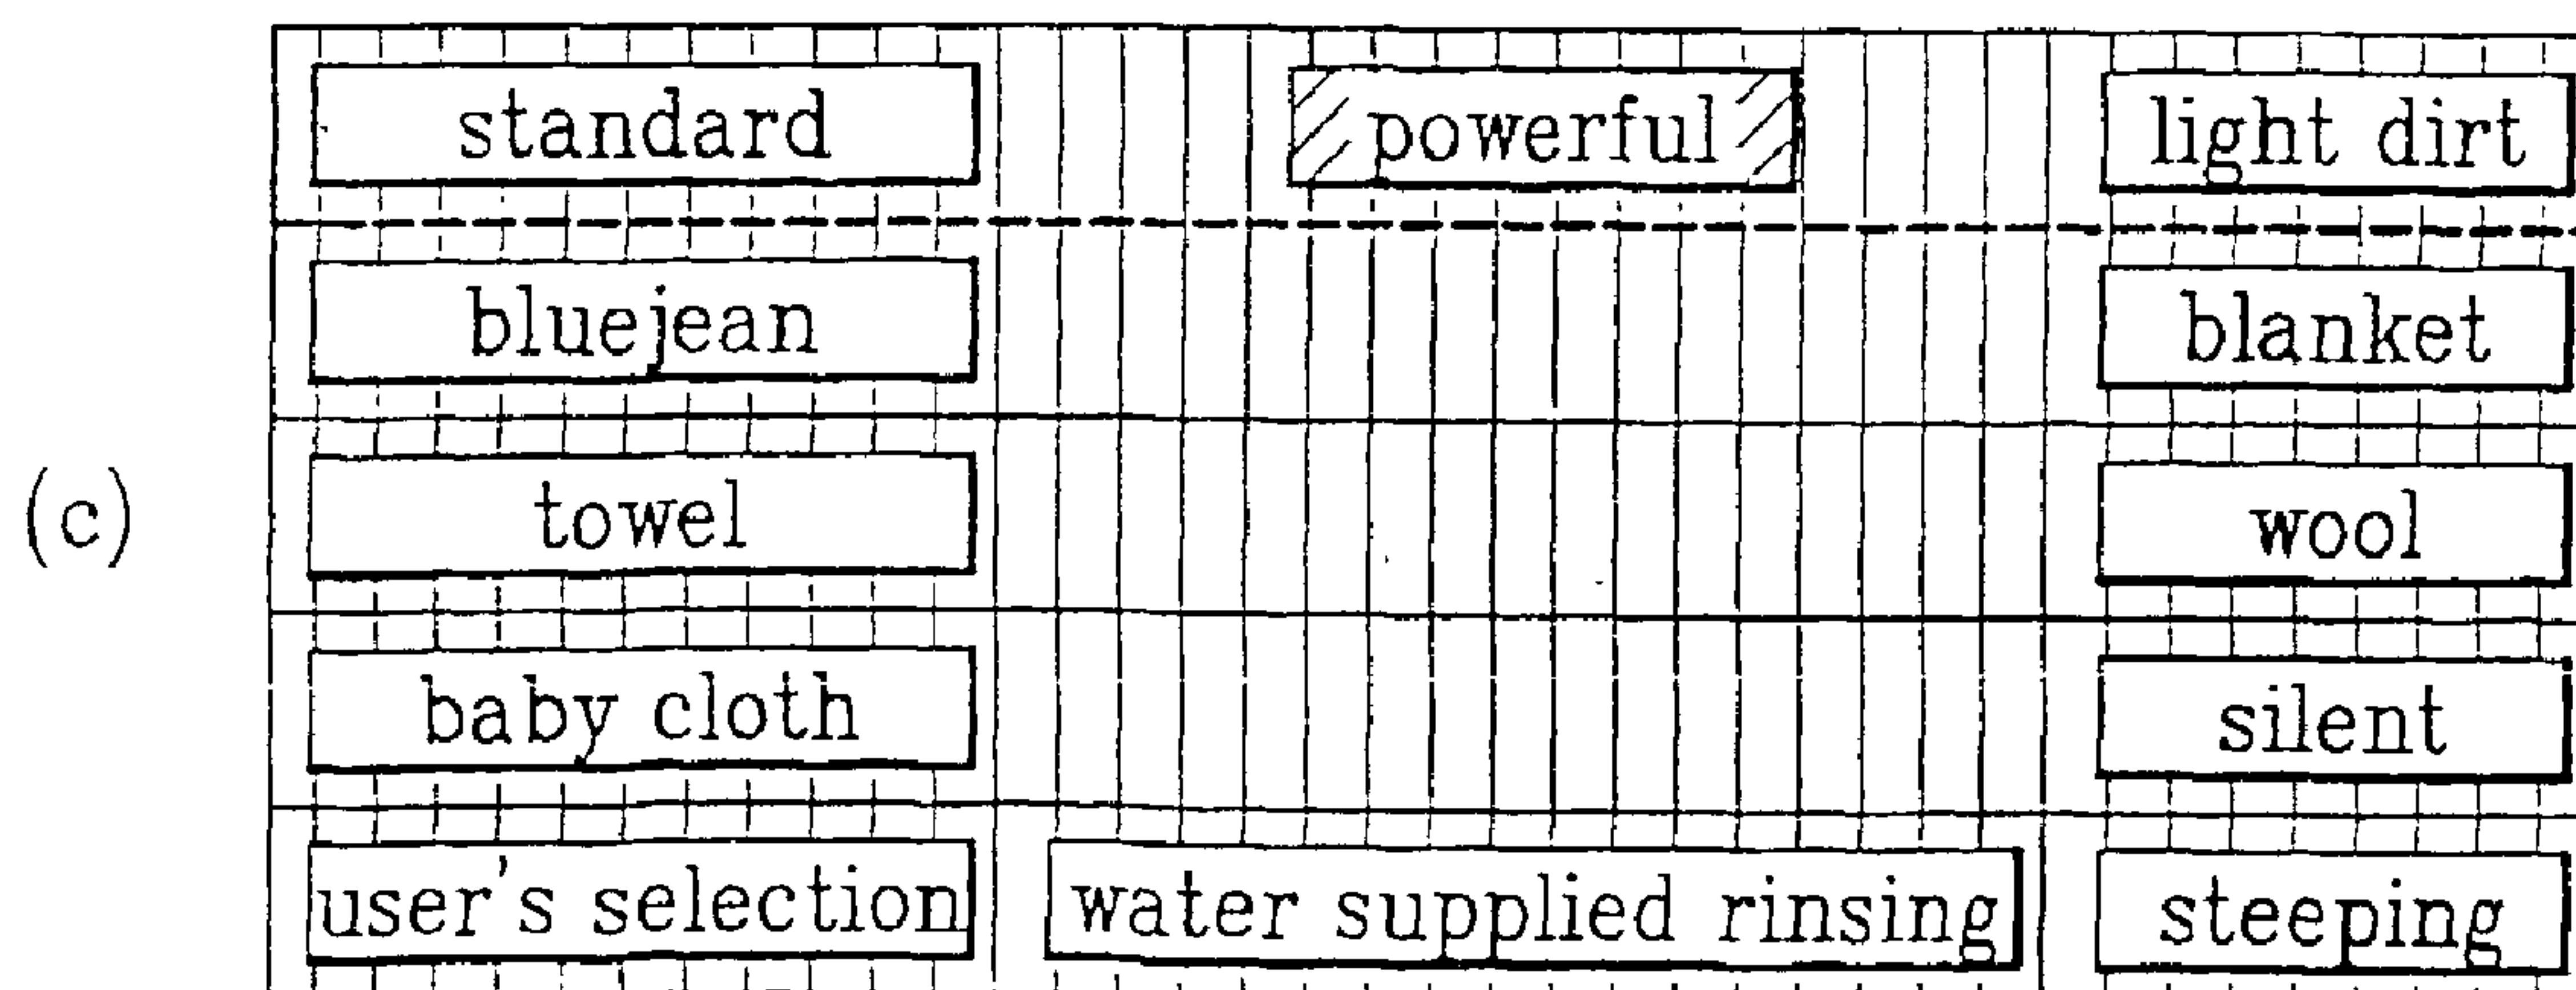 standard powerful light dirt
bluejean blanket
(c) towel wool
baby cloth silent
user's selection water supplied rinsing steeping